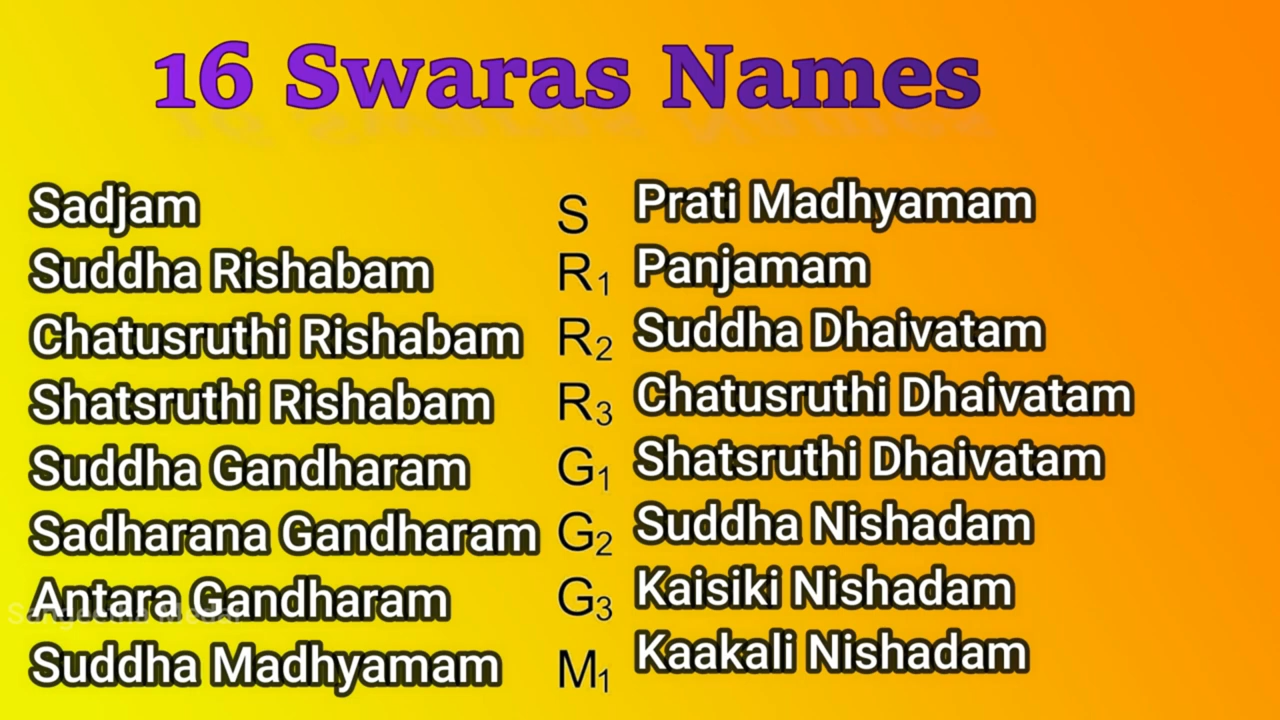 16 Swaras Names
Sadjam S
Suddha Rishabam R1
Chatusruthi Rishabam R2
Shatsruthi Rishabam R3
Suddha Gandharam G1
Sadharana Gandharam G2
Antara Gandharam G3
Suddha Madhyamam M1
Prati Madhyamam
Panjamam
Suddha Dhaivatam
Chatusruthi Dhaivatam
Shatsruthi Dhaivatam
Suddha Nishadam
Kaisiki Nishadam
Kaakali Nishadam